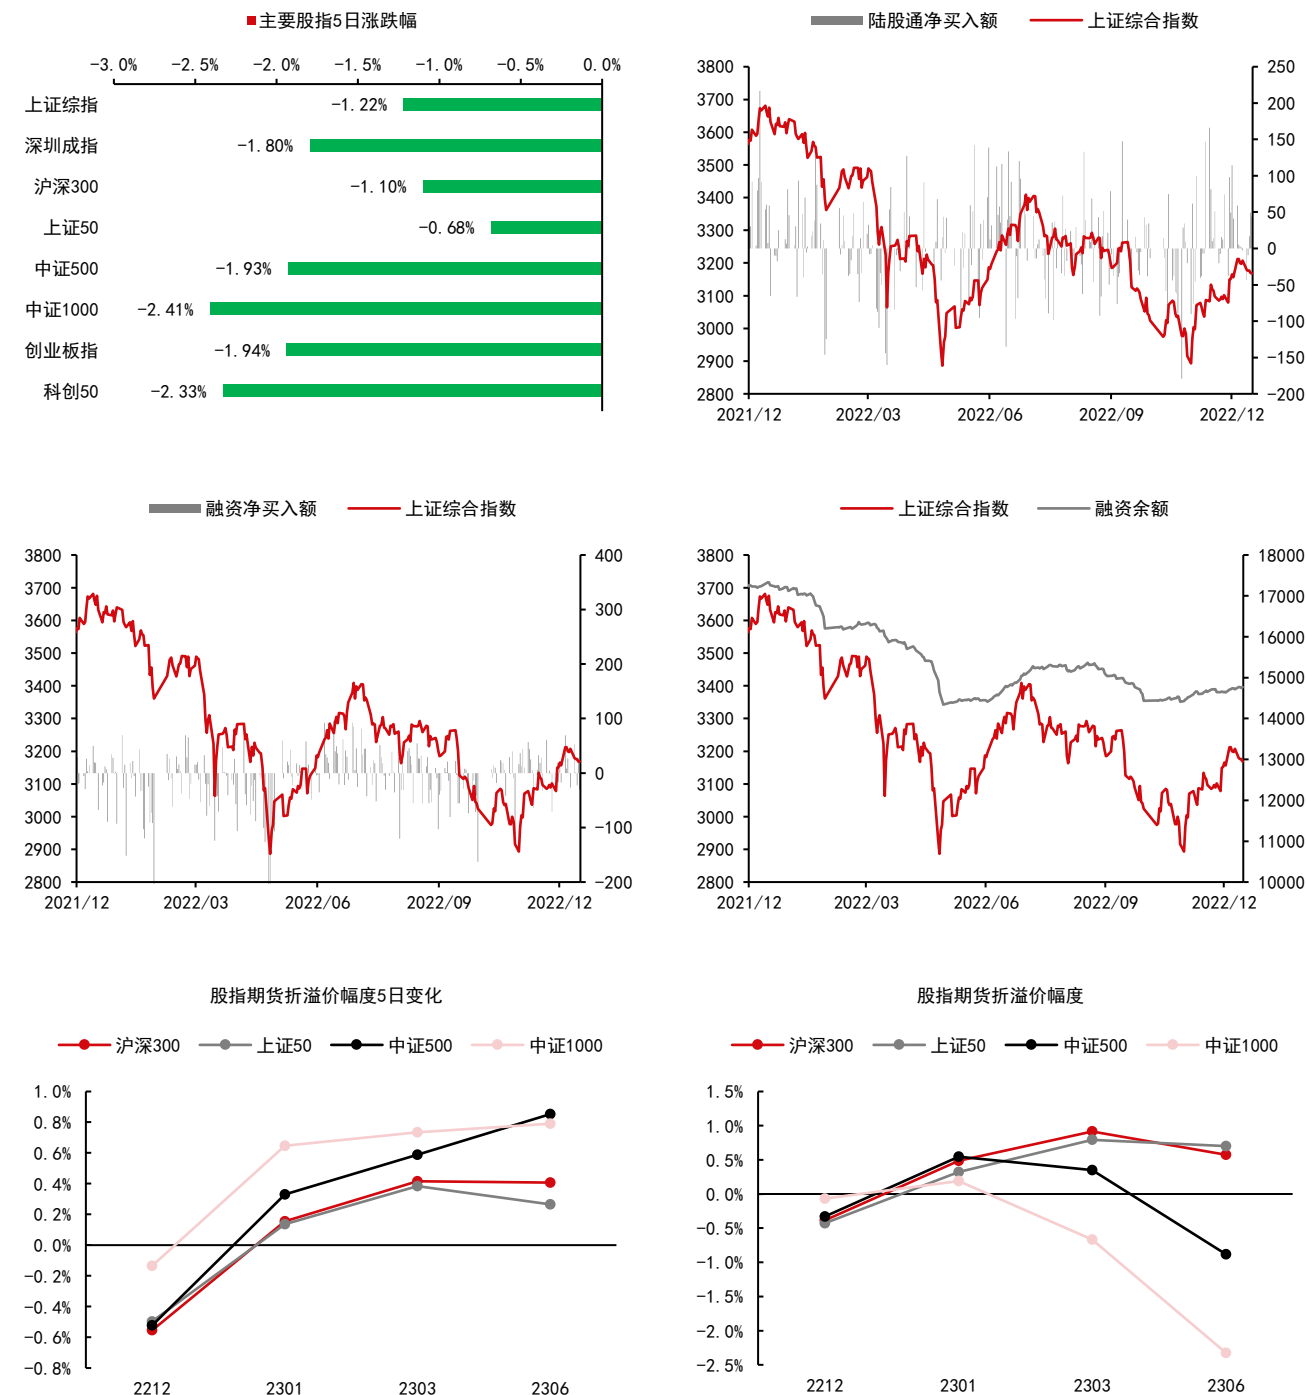 主要股指5日涨跌幅
-3.0% -2.5% -2.0% -1.5% -1.0% -0.5% 0.0%
上证综指 -1.22%
深圳成指 -1.80%
沪深300 -1.10%
上证50 -0.68%
中证500 -1.93%
中证1000 -2.41%
创业板指 -1.94%
科创50 -2.33%
陆股通净买入额 上证综合指数
3800 250
3700 200
3600 150
3500 100
3400 50
3300 0
3200 -50
3100 -100
3000 -150
2900 -200
2800
2021/12 2022/03 2022/06 2022/09 2022/12
融资净买入额 上证综合指数
3800 400
3700 300
3600 200
3500 100
3400 0
3300 -100
3200 -200
3100
3000
2900
2800
2021/12 2022/03 2022/06 2022/09 2022/12
上证综合指数 融资余额
3800 18000
3700 17000
3600 16000
3500 15000
3400 14000
3300 13000
3200 12000
3100 11000
3000 10000
2900
2800
2021/12 2022/03 2022/06 2022/09 2022/12
股指期货折溢价幅度5日变化
沪深300 上证50 中证500 中证1000
1.0%
0.8%
0.6%
0.4%
0.2%
0.0%
-0.2%
-0.4%
-0.6%
-0.8%
2212 2301 2303 2306
股指期货折溢价幅度
沪深300 上证50 中证500 中证1000
1.5%
1.0%
0.5%
0.0%
-0.5%
-1.0%
-1.5%
-2.0%
-2.5%
2212 2301 2303 2306